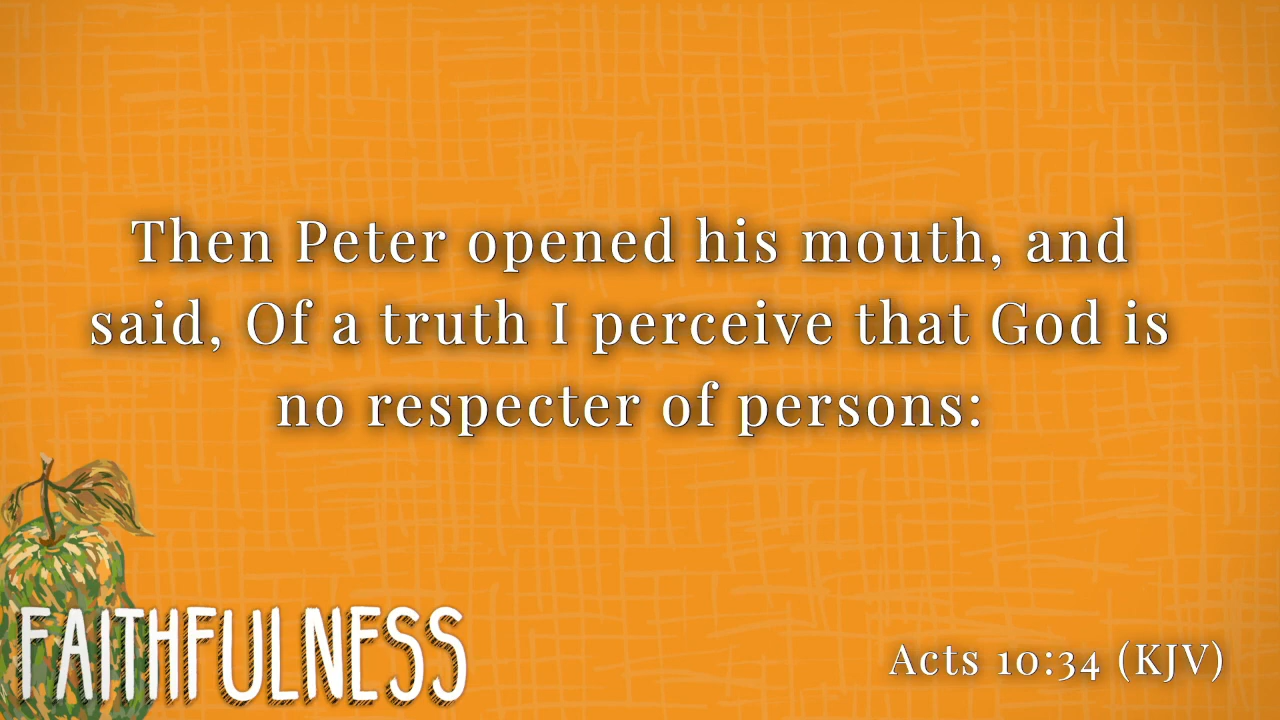 Then Peter opened his mouth, and
said, Of a truth I perceive that God is
no respecter of persons:
FAITHFULNESS
Acts 10:34 (KJV)